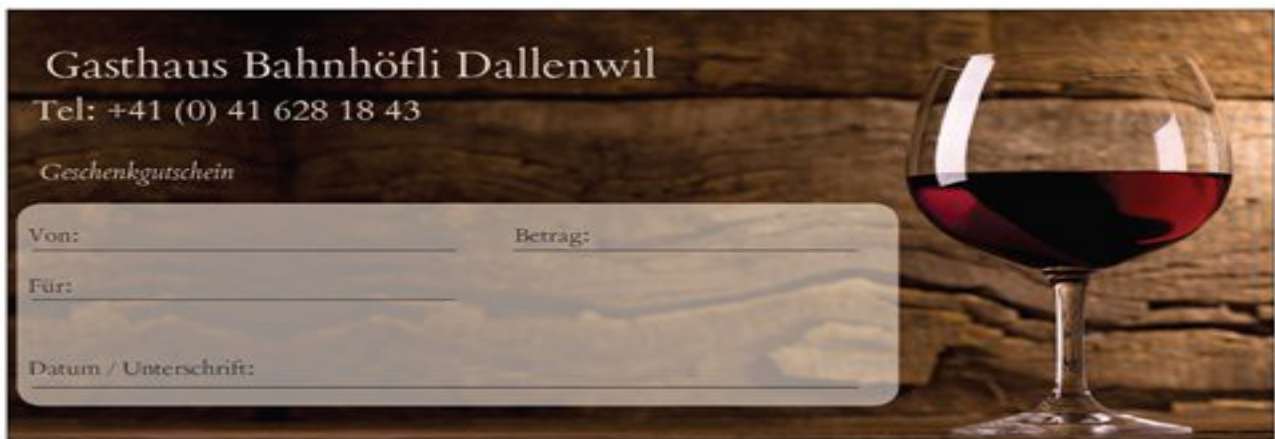 Gasthaus Bahnhöfli Dallenwil
Tel: +41 (0) 41 628 18 43
Geschenkgutschein
Von: Betrag:
Für:
Datum / Unterschrift: